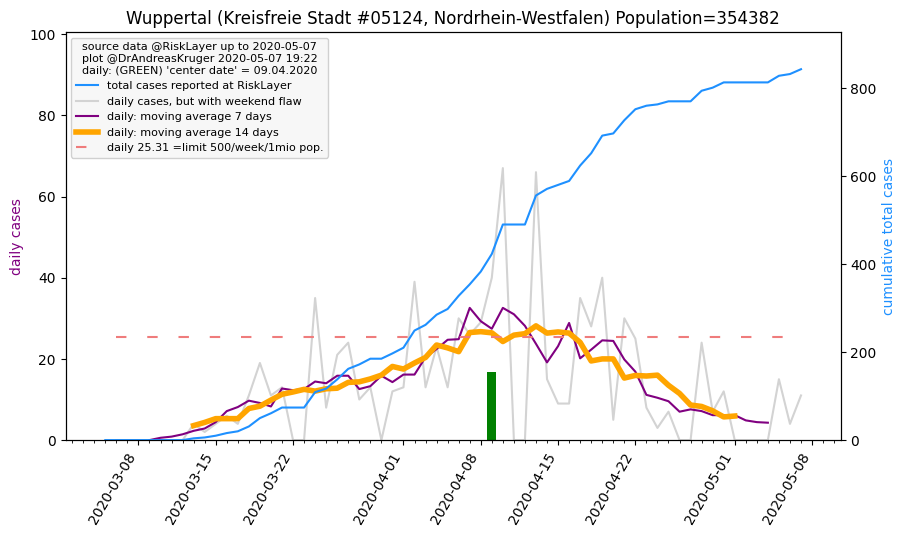 Wuppertal (Kreisfreie Stadt #05124, Nordrhein-Westfalen) Population=354382
source data @RiskLayer up to 2020-05-07
plot @DrAndreasKruger 2020-05-07 19:22
daily: (GREEN) 'center date' = 09.04.2020
total cases reported at RiskLayer
daily cases, but with weekend flaw
daily: moving average 7 days
daily: moving average 14 days
daily 25.31 =limit 500/week/1mio pop.
daily cases
100
80
60
40
20
0
cumulative total cases
800
600
400
200
0
2020-03-08
2020-03-15
2020-03-22
2020-04-01
2020-04-08
2020-04-15
2020-04-22
2020-05-01
2020-05-08